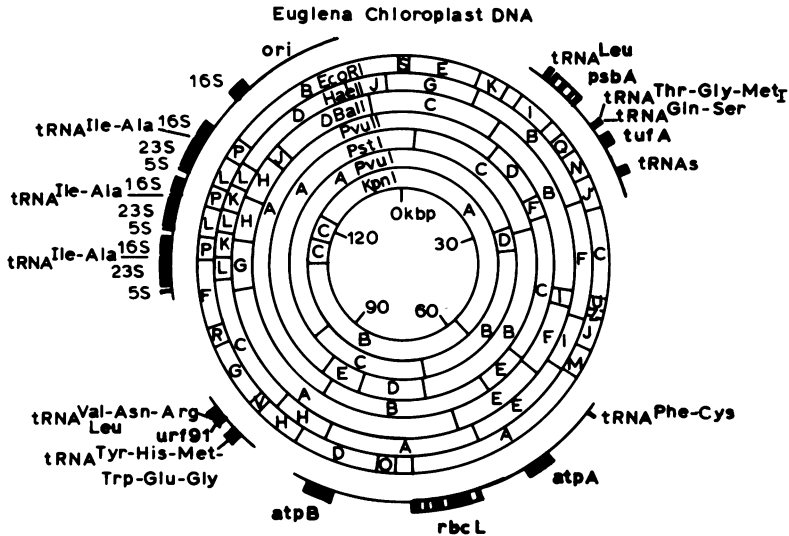 Euglena Chloroplast DNA
ori
16S
tRNA Ile-Ala 16S
23S
5S
tRNA Ile-Ala 16S
23S
5S
tRNA Ile-Ala 16S
23S
5S
tRNA Leu
psbA
tRNA Thr-Gly-Met I
tRNA Gln-Ser
tufA
tRNAs
EcoRI
HaeII
BalI
PvuII
PstI
PvuI
KpnI
0kbp
30
60
90
120
S
E
K
I
B
J
G
D
C
D
B
Q
N
J
P
L
L
H
K
P
A
A
A
C
D
F
B
A
D
L
K
P
L
H
G
C
C
F
R
G
C
F
C
I
F
I
J
M
B
B
B
E
E
E
C
E
D
B
A
H
H
N
D
O
A
A
tRNA Val-Asn-Arg
Leu
urf91
tRNA Tyr-His-Met-
Trp-Glu-Gly
tRNA Phe-Cys
atpA
atpB
rbcL